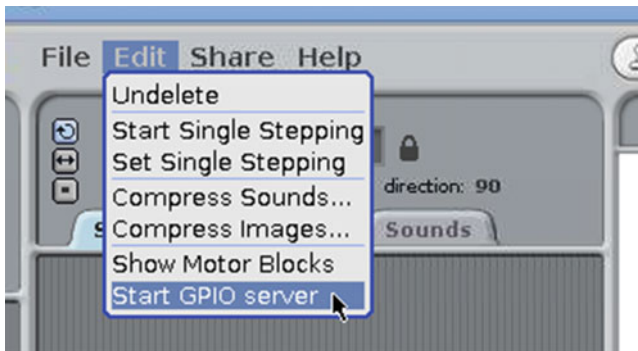 File Edit Share Help
Undelete
Start Single Stepping
Set Single Stepping
Compress Sounds...
direction: 90
Compress Images...
Sounds
Show Motor Blocks
Start GPIO server